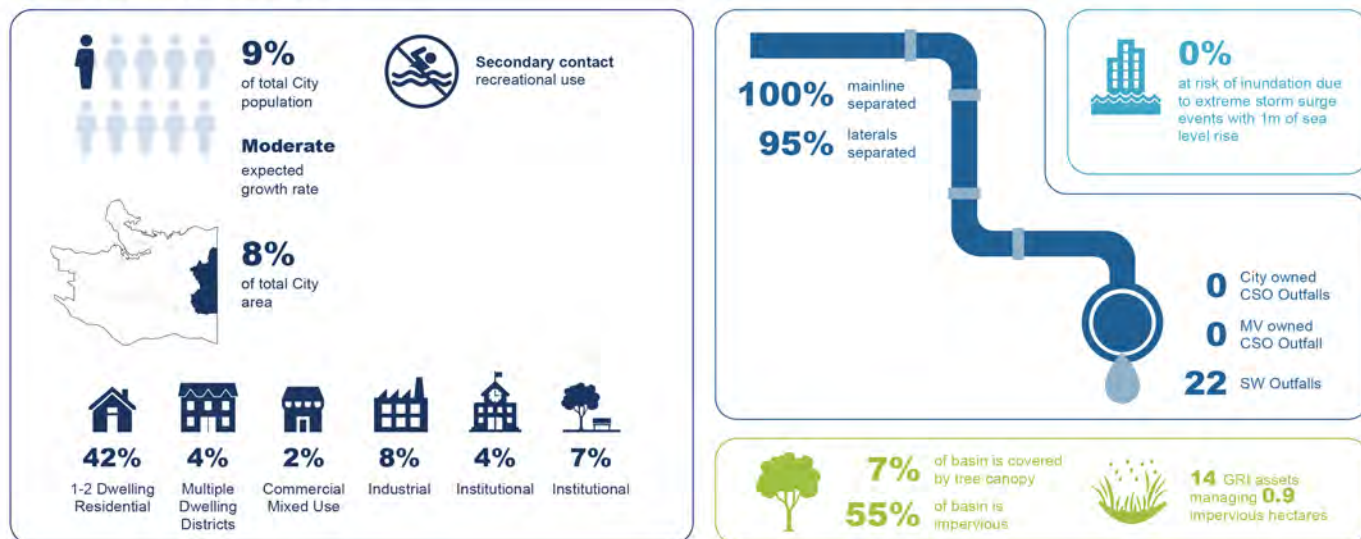 9%
of total City
population
Moderate
expected
growth rate
Secondary contact
recreational use
8%
of total City
area
42%
1-2 Dwelling
Residential
4%
Multiple
Dwelling
Districts
2%
Commercial
Mixed Use
8%
Industrial
4%
Institutional
7%
Institutional
100% mainline
separated
95% laterals
separated
0%
at risk of inundation due
to extreme storm surge
events with 1m of sea
level rise
0 City owned
CSO Outfalls
0 MV owned
CSO Outfall
22 SW Outfalls
7% of basin is covered
by tree canopy
55% of basin is
impervious
14 GRI assets
managing 0.9
impervious hectares